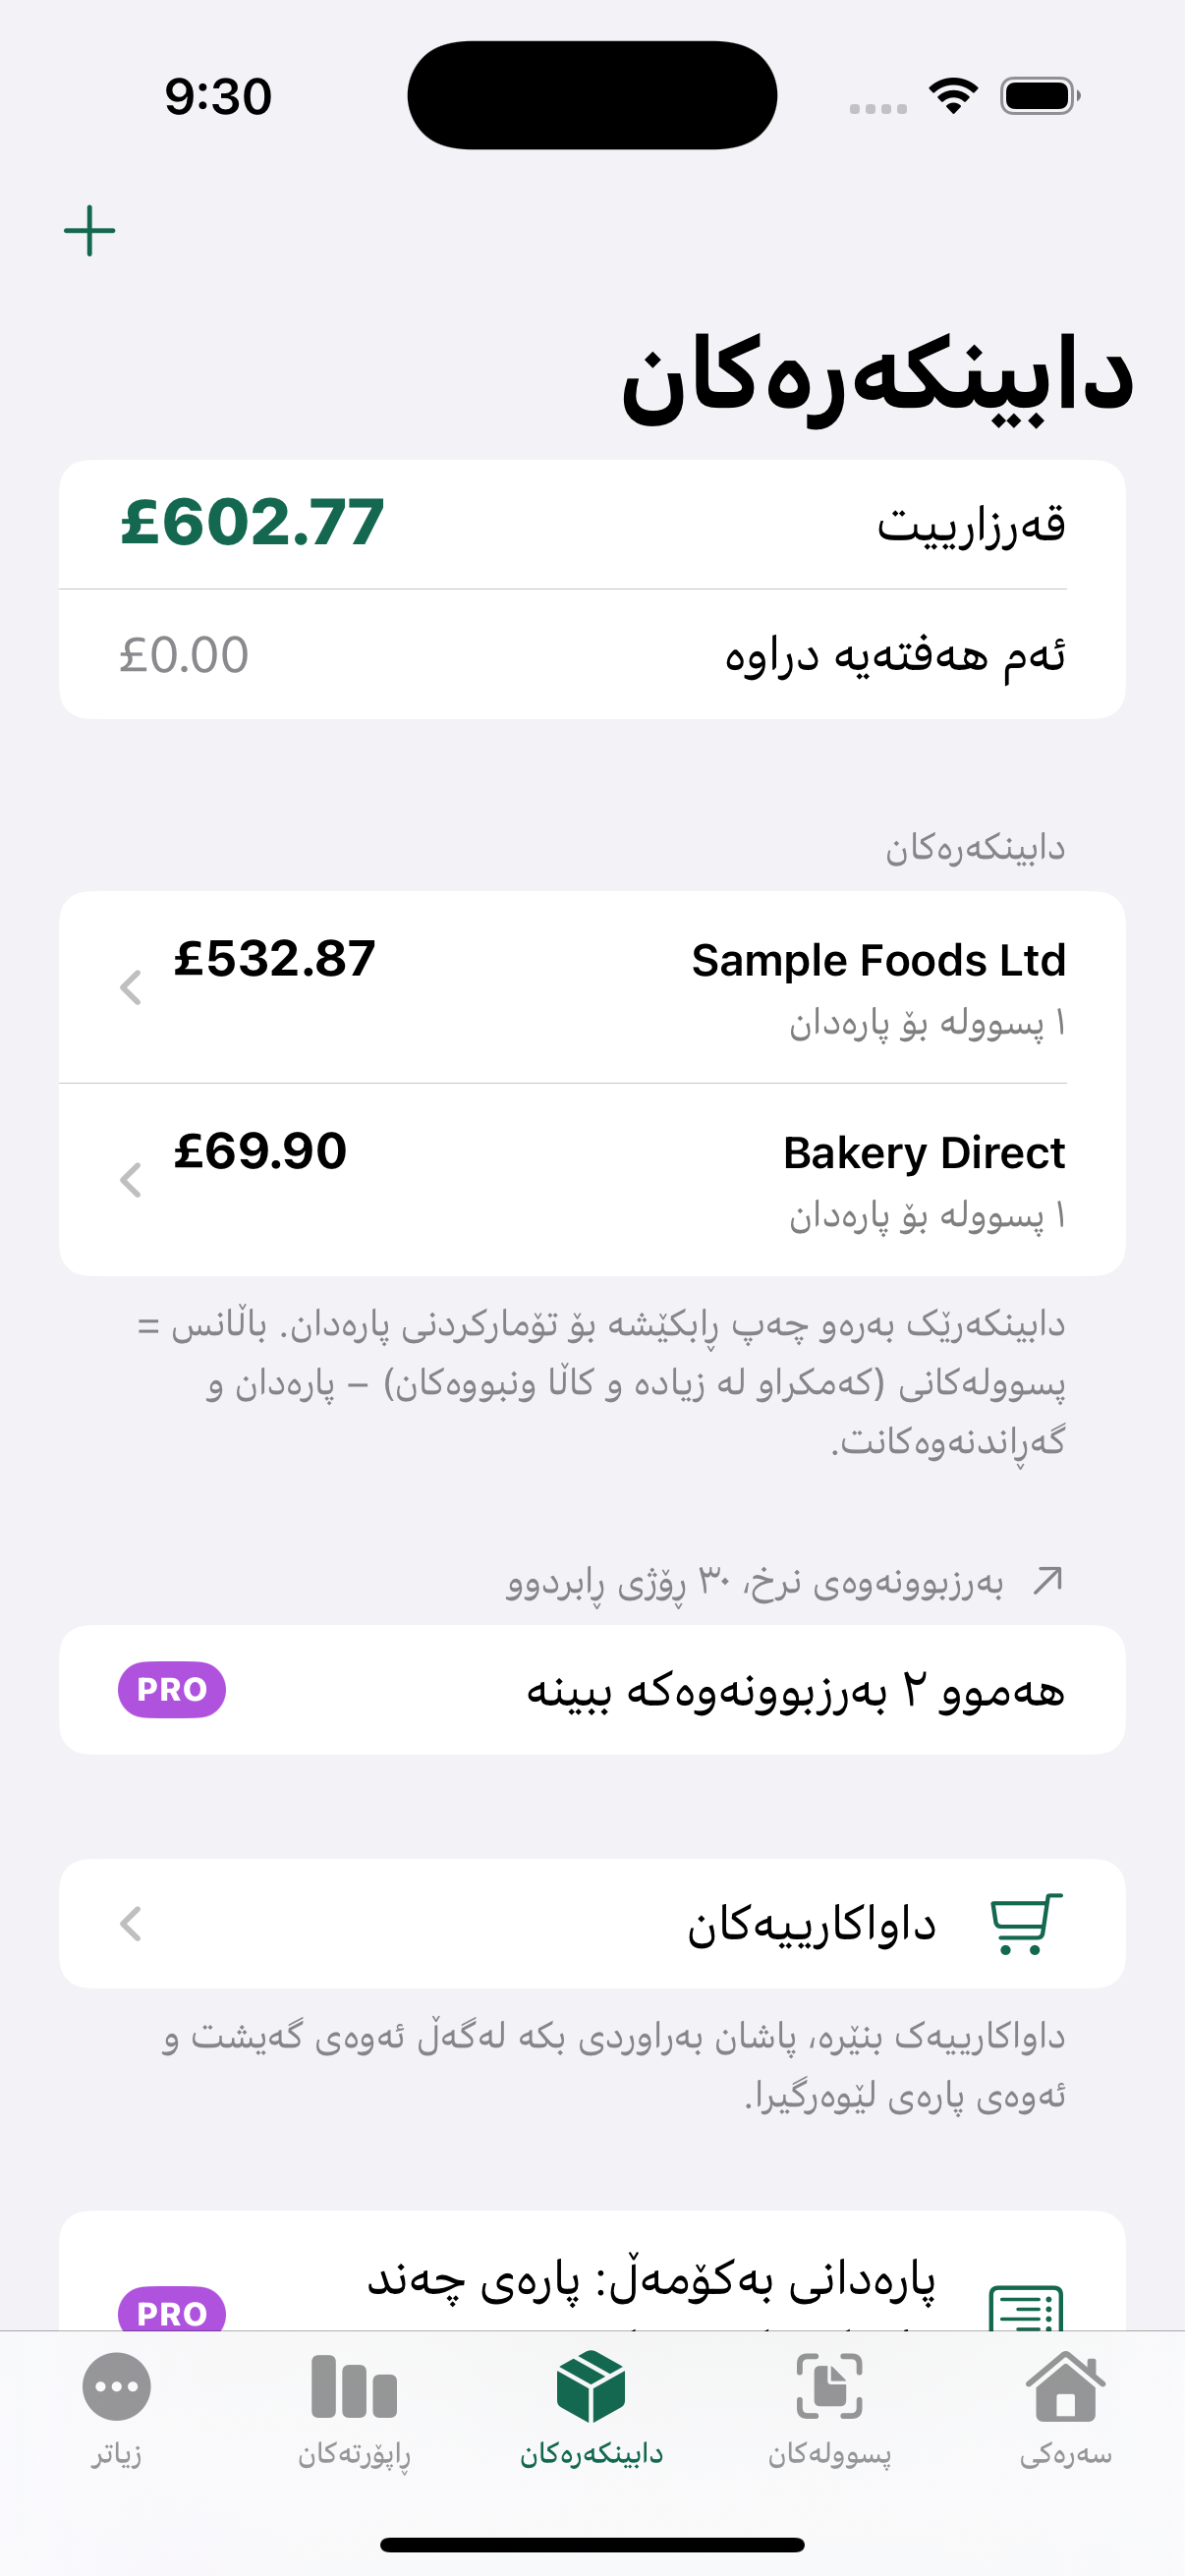 9:30
دابینکەرەکان
قەرزاریيت
£602.77
ئەم هەفتەیە دراوە
£0.00
دابینکەرەکان
Sample Foods Ltd
£532.87
١ پسوولە بۆ پارەدان
Bakery Direct
£69.90
١ پسوولە بۆ پارەدان
دابینکەرێک بەرەو چەپ ڕابکێشە بۆ تۆمارکردنی پارەدان. باڵانس =
پسوولەکانی (کەمکراو لە زیادە و کاڵا ونبووەکان) − پارەدان و
گەڕاندنەوەکانت.
بەرزبوونەوەی نرخ، ٣٠ ڕۆژی ڕابردوو
هەموو ٢ بەرزبوونەوەکە ببینە
PRO
داواکارییەکان
داواکارییەک بنێرە، پاشان بەراوردی بکە لەگەڵ ئەوەی گەیشت و
ئەوەی پارەی لێوەرگیرا.
پارەدانی بەکۆمەڵ: پارەی چەند
PRO
سەرەکی
پسوولەکان
دابینکەرەکان
ڕاپۆرتەکان
زیاتر